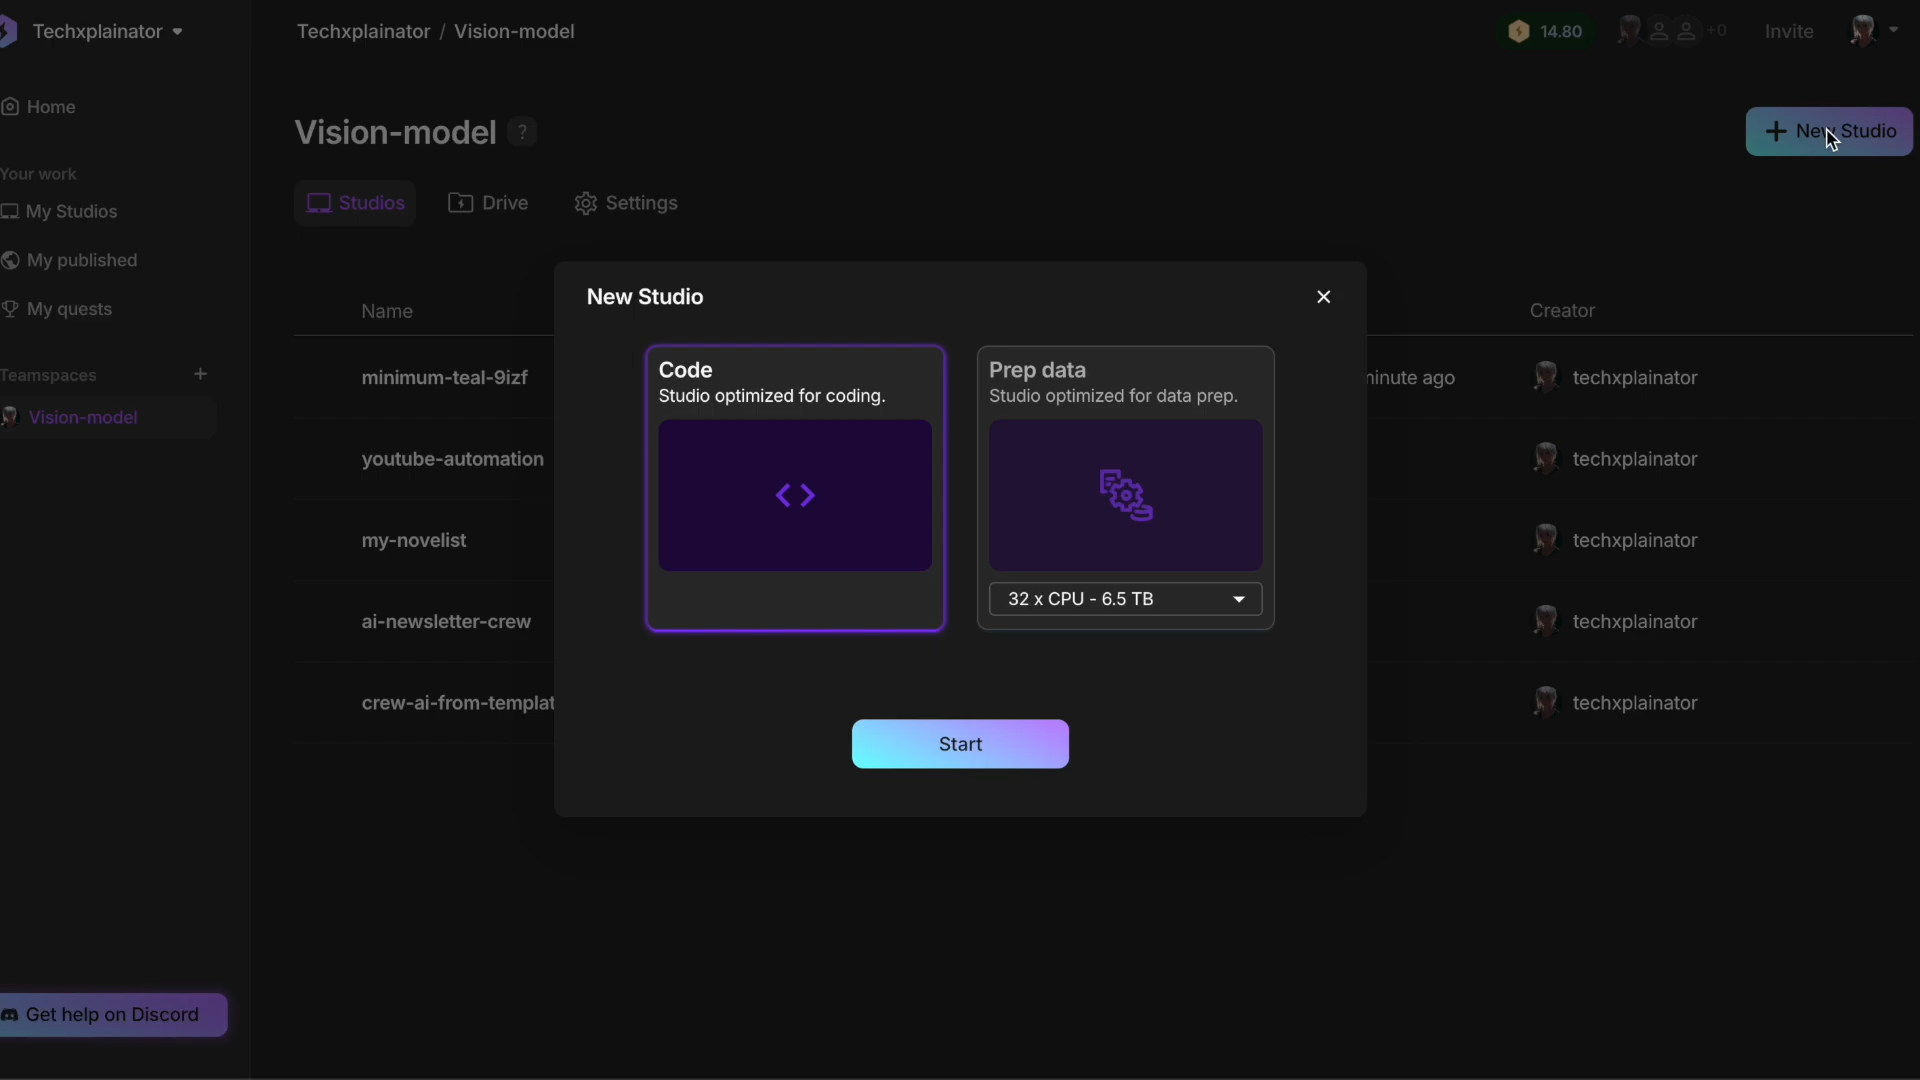 Techxplainator
Techxplainator / Vision-model
14.80
+0
Invite
Home
Vision-model ?
New Studio
Your work
My Studios
My published
My quests
Teamspaces
Vision-model
Studios
Drive
Settings
Name
Creator
minimum-teal-9izf
minute ago
techxplainator
youtube-automation
techxplainator
my-novelist
techxplainator
ai-newsletter-crew
techxplainator
crew-ai-from-templat
techxplainator
New Studio
Code
Studio optimized for coding.
Prep data
Studio optimized for data prep.
32 x CPU - 6.5 TB
Start
Get help on Discord